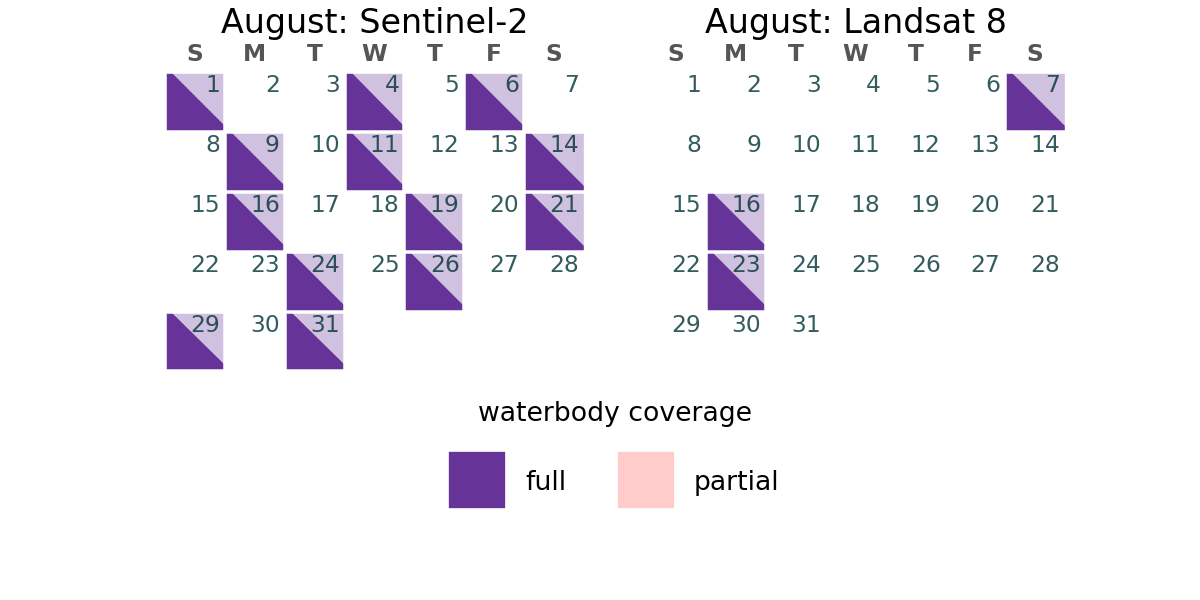 August: Sentinel-2
S M T W T F S
1 2 3 4 5 6 7
8 9 10 11 12 13 14
15 16 17 18 19 20 21
22 23 24 25 26 27 28
29 30 31
August: Landsat 8
S M T W T F S
1 2 3 4 5 6 7
8 9 10 11 12 13 14
15 16 17 18 19 20 21
22 23 24 25 26 27 28
29 30 31
waterbody coverage
full
partial